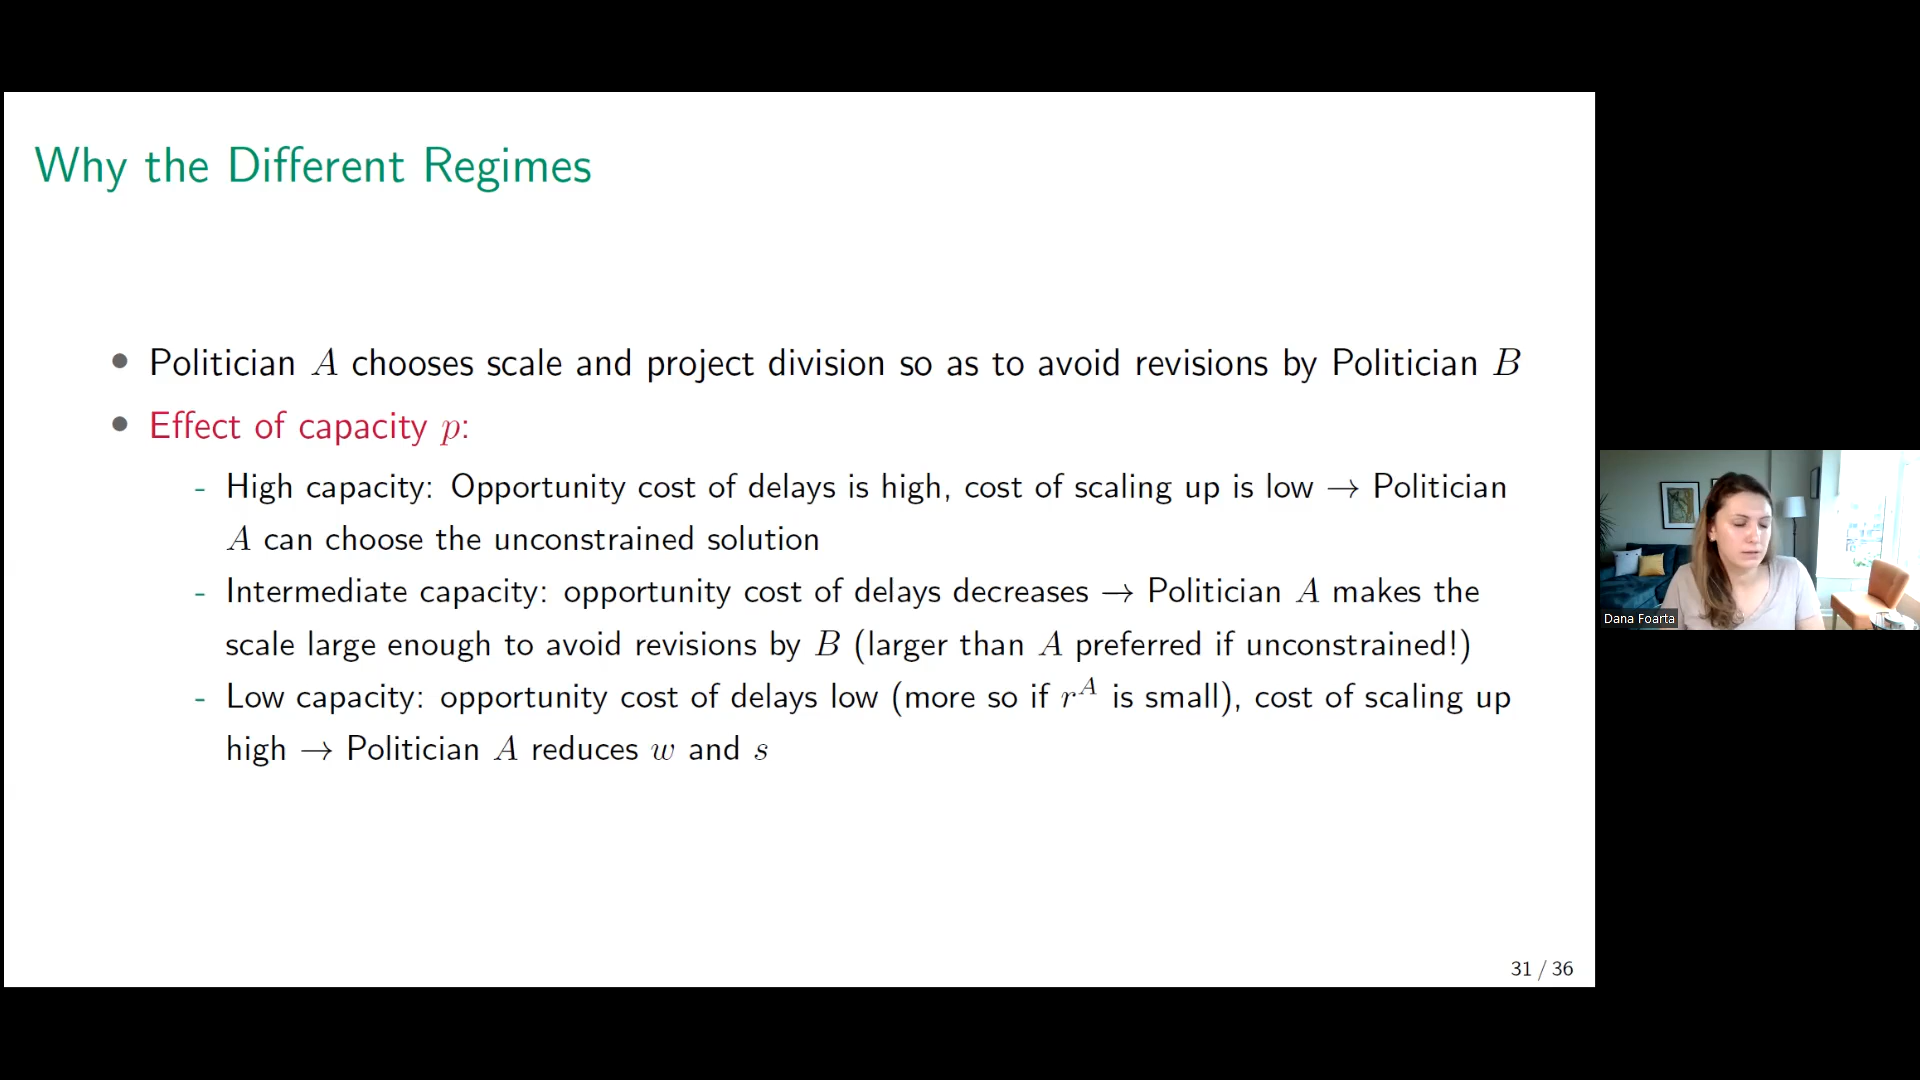 Why the Different Regimes
• Politician A chooses scale and project division so as to avoid revisions by Politician B
• Effect of capacity p:
- High capacity: Opportunity cost of delays is high, cost of scaling up is low → Politician
A can choose the unconstrained solution
- Intermediate capacity: opportunity cost of delays decreases → Politician A makes the
scale large enough to avoid revisions by B (larger than A preferred if unconstrained!)
- Low capacity: opportunity cost of delays low (more so if r^A is small), cost of scaling up
high → Politician A reduces w and s
31 / 36
Dana Foarta